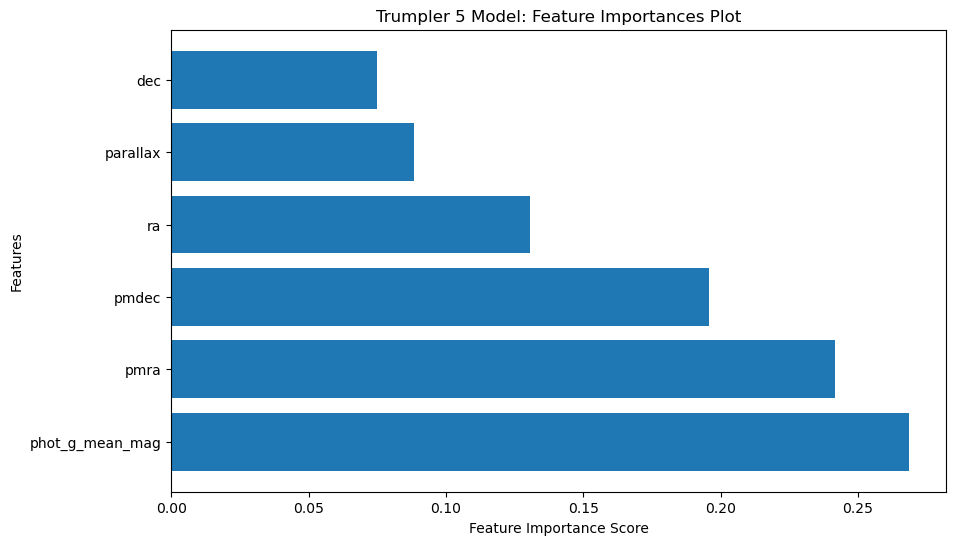 Trumpler 5 Model: Feature Importances Plot
dec
parallax
ra
pmdec
pmra
phot_g_mean_mag
Features
0.00 0.05 0.10 0.15 0.20 0.25
Feature Importance Score